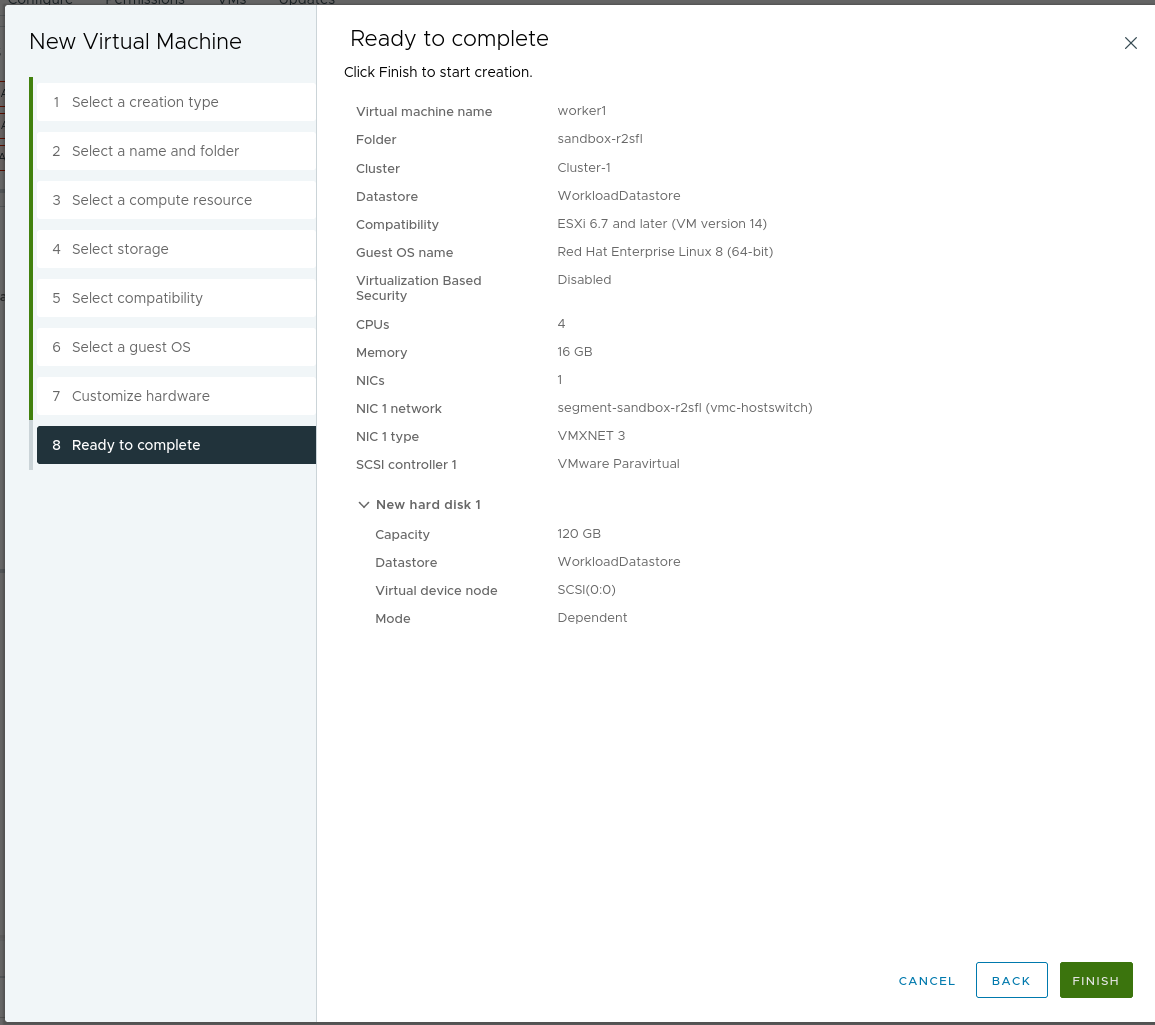 Configure Permissions VMs Updates
New Virtual Machine
1 Select a creation type
2 Select a name and folder
3 Select a compute resource
4 Select storage
5 Select compatibility
6 Select a guest OS
7 Customize hardware
8 Ready to complete
Ready to complete
Click Finish to start creation.
Virtual machine name worker1
Folder sandbox-r2sfl
Cluster Cluster-1
Datastore WorkloadDatastore
Compatibility ESXi 6.7 and later (VM version 14)
Guest OS name Red Hat Enterprise Linux 8 (64-bit)
Virtualization Based Disabled
Security
CPUs 4
Memory 16 GB
NICs 1
NIC 1 network segment-sandbox-r2sfl (vmc-hostswitch)
NIC 1 type VMXNET 3
SCSI controller 1 VMware Paravirtual
New hard disk 1
Capacity 120 GB
Datastore WorkloadDatastore
Virtual device node SCSI(0:0)
Mode Dependent
CANCEL BACK FINISH